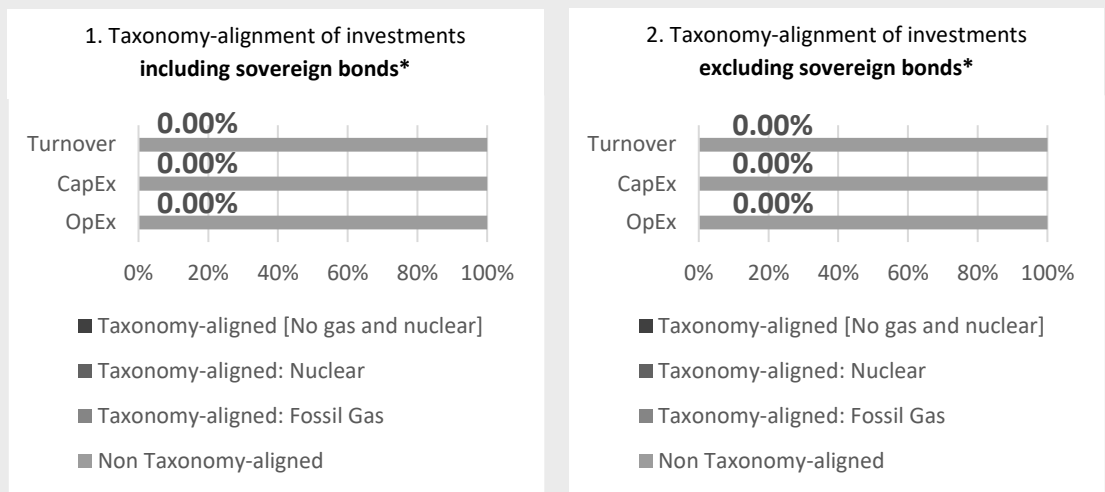 1. Taxonomy-alignment of investments
including sovereign bonds*
0.00%
Turnover
0.00%
CapEx
0.00%
OpEx
0% 20% 40% 60% 80% 100%
Taxonomy-aligned [No gas and nuclear]
Taxonomy-aligned: Nuclear
Taxonomy-aligned: Fossil Gas
Non Taxonomy-aligned
2. Taxonomy-alignment of investments
excluding sovereign bonds*
0.00%
Turnover
0.00%
CapEx
0.00%
OpEx
0% 20% 40% 60% 80% 100%
Taxonomy-aligned [No gas and nuclear]
Taxonomy-aligned: Nuclear
Taxonomy-aligned: Fossil Gas
Non Taxonomy-aligned